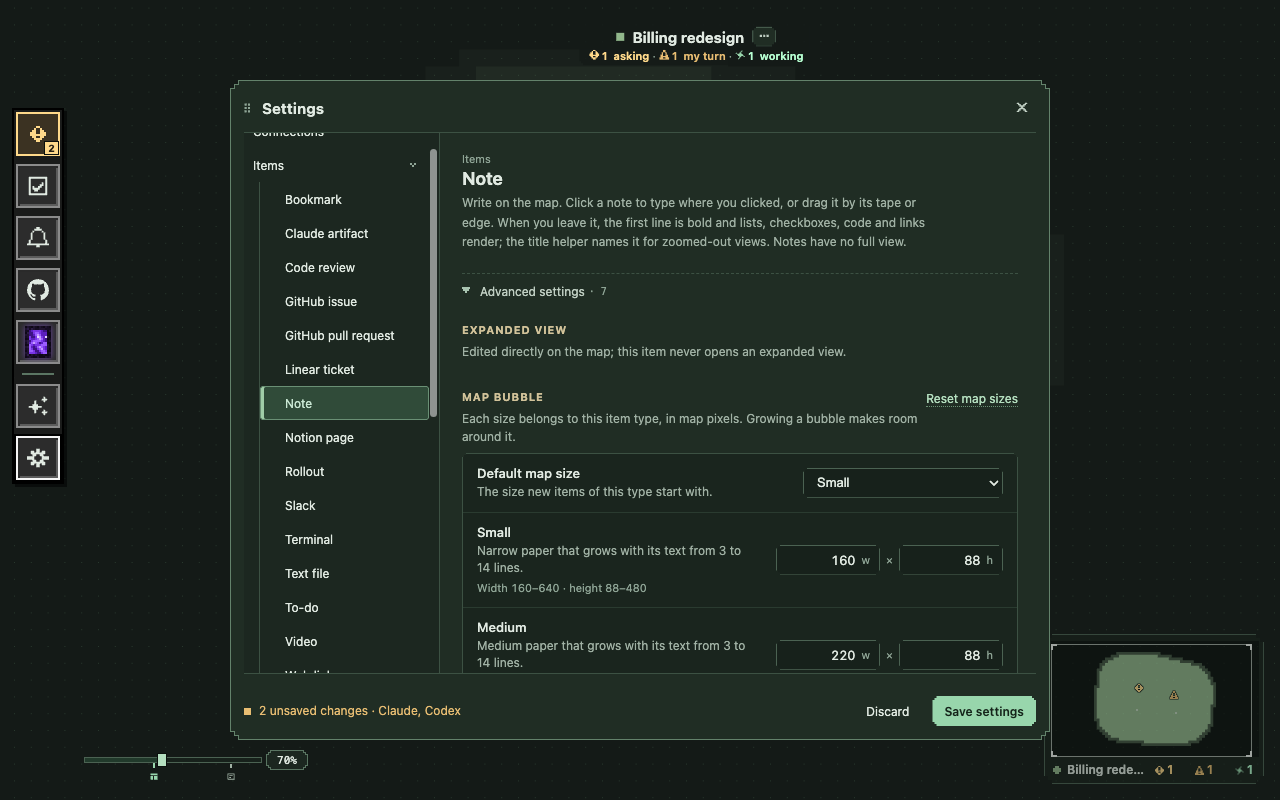 Billing redesign ···
1 asking · 1 my turn · 1 working
Settings
2
Connections
Items
Bookmark
Claude artifact
Code review
GitHub issue
GitHub pull request
Linear ticket
Note
Notion page
Rollout
Slack
Terminal
Text file
To-do
Video
Items
Note
Write on the map. Click a note to type where you clicked, or drag it by its tape or
edge. When you leave it, the first line is bold and lists, checkboxes, code and links
render; the title helper names it for zoomed-out views. Notes have no full view.
Advanced settings · 7
EXPANDED VIEW
Edited directly on the map; this item never opens an expanded view.
MAP BUBBLE
Reset map sizes
Each size belongs to this item type, in map pixels. Growing a bubble makes room
around it.
Default map size
The size new items of this type start with.
Small
Small
Narrow paper that grows with its text from 3 to
14 lines.
160 w × 88 h
Width 160–640 · height 88–480
Medium
Medium paper that grows with its text from 3 to
14 lines.
220 w × 88 h
2 unsaved changes · Claude, Codex
Discard
Save settings
70%
Billing rede... 1 1 1